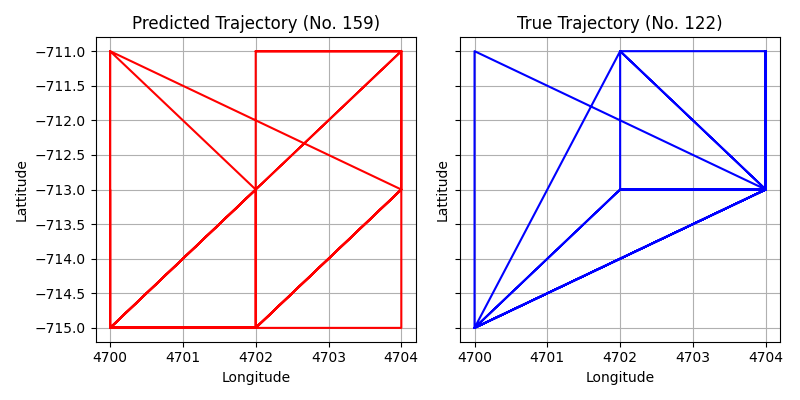 Predicted Trajectory (No. 159)
True Trajectory (No. 122)
−711.0
−711.5
−712.0
−712.5
−713.0
−713.5
−714.0
−714.5
−715.0
Lattitude
Lattitude
4700 4701 4702 4703 4704
4700 4701 4702 4703 4704
Longitude
Longitude